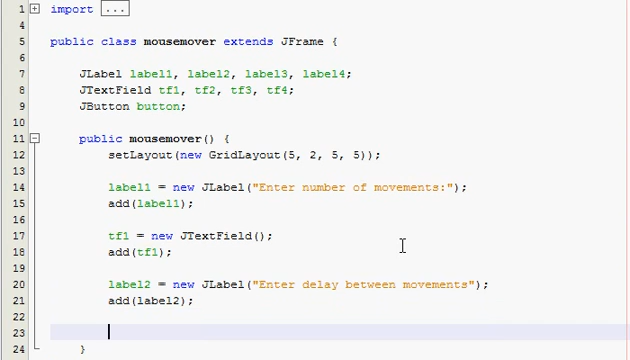 1 import ...
4
5 public class mousemover extends JFrame {
6
7 JLabel label1, label2, label3, label4;
8 JTextField tf1, tf2, tf3, tf4;
9 JButton button;
10
11 public mousemover() {
12 setLayout(new GridLayout(5, 2, 5, 5));
13
14 label1 = new JLabel("Enter number of movements:");
15 add(label1);
16
17 tf1 = new JTextField();
18 add(tf1);
19
20 label2 = new JLabel("Enter delay between movements");
21 add(label2);
22
23
24 }